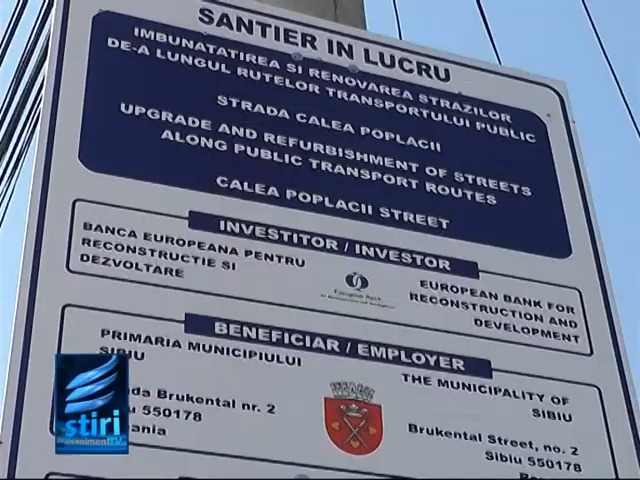 SANTIER IN LUCRU
IMBUNATATIREA SI RENOVAREA STRAZILOR
DE-A LUNGUL RUTELOR TRANSPORTULUI PUBLIC
STRADA CALEA POPLACII
UPGRADE AND REFURBISHMENT OF STREETS
ALONG PUBLIC TRANSPORT ROUTES
CALEA POPLACII STREET
INVESTITOR / INVESTOR
BANCA EUROPEANA PENTRU
RECONSTRUCTIE SI
DEZVOLTARE
European Bank
EUROPEAN BANK FOR
RECONSTRUCTION AND
DEVELOPMENT
BENEFICIAR / EMPLOYER
PRIMARIA MUNICIPIULUI
SIBIU
Brukental nr. 2
550178
THE MUNICIPALITY OF
SIBIU
Brukental Street, no. 2
Sibiu 550178
stiri
evenimentTV